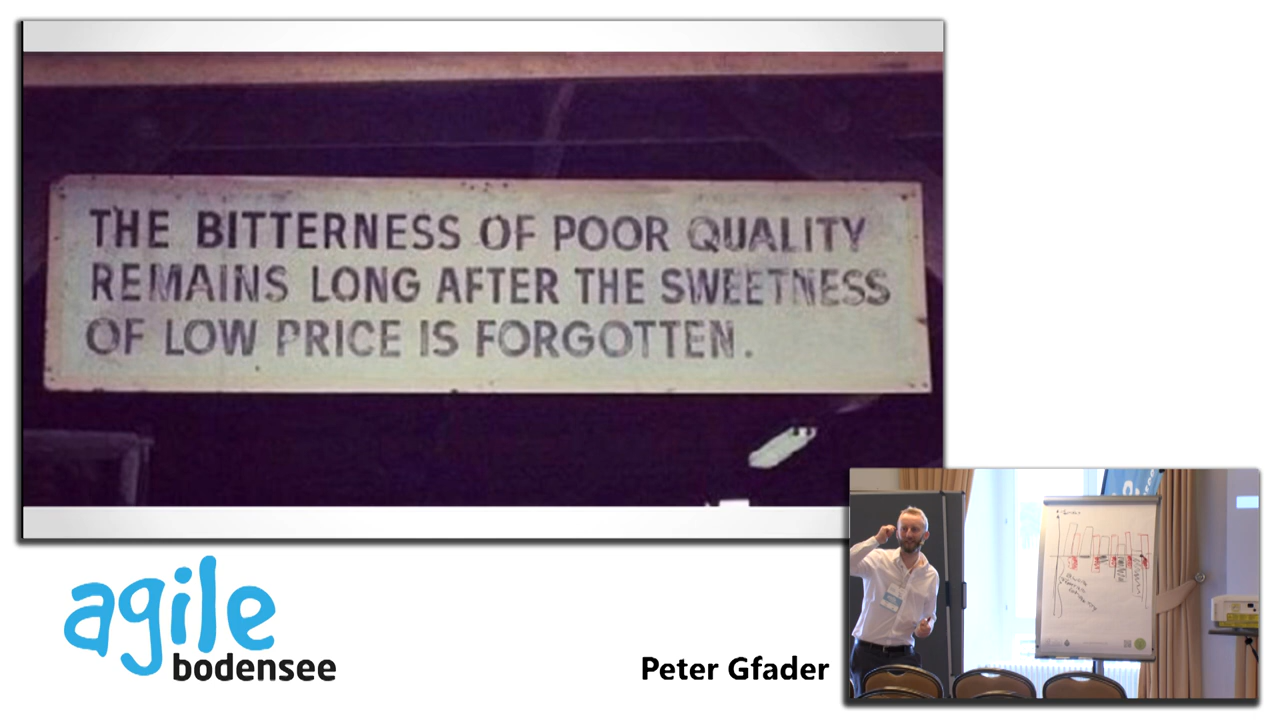 THE BITTERNESS OF POOR QUALITY
REMAINS LONG AFTER THE SWEETNESS
OF LOW PRICE IS FORGOTTEN.
agile
bodensee
Peter Gfader